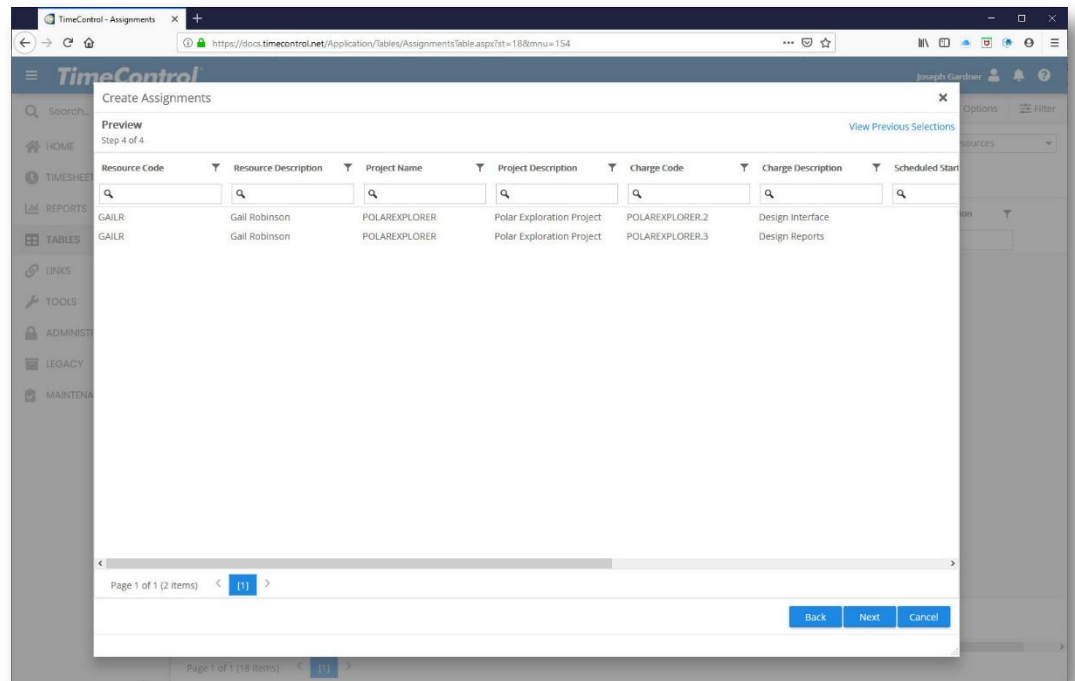 TimeControl - Assignments
https://docs.timecontrol.net/Application/Tables/AssignmentsTable.aspx?st=18&mnu=154
TimeControl
Joseph Gardner
Search..
Options
Filter
HOME
TIMESHEET
REPORTS
TABLES
LINKS
TOOLS
ADMINIST
LEGACY
MAINTENA
Create Assignments
Preview
Step 4 of 4
View Previous Selections
Resource Code Resource Description Project Name Project Description Charge Code Charge Description Scheduled Start
GAILR Gail Robinson POLAREXPLORER Polar Exploration Project POLAREXPLORER.2 Design Interface
GAILR Gail Robinson POLAREXPLORER Polar Exploration Project POLAREXPLORER.3 Design Reports
Page 1 of 1 (2 items) [1]
Back Next Cancel
Page 1 of 1 (18 items) [1]